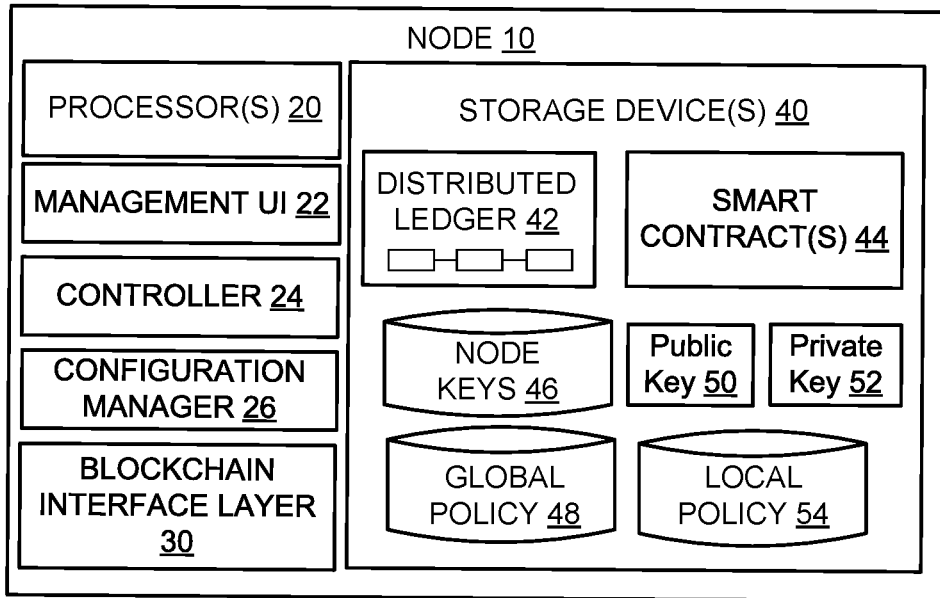 NODE 10
PROCESSOR(S) 20
MANAGEMENT UI 22
CONTROLLER 24
CONFIGURATION
MANAGER 26
BLOCKCHAIN
INTERFACE LAYER
30
STORAGE DEVICE(S) 40
DISTRIBUTED
LEDGER 42
SMART
CONTRACT(S) 44
NODE
KEYS 46
Public
Key 50
Private
Key 52
GLOBAL
POLICY 48
LOCAL
POLICY 54